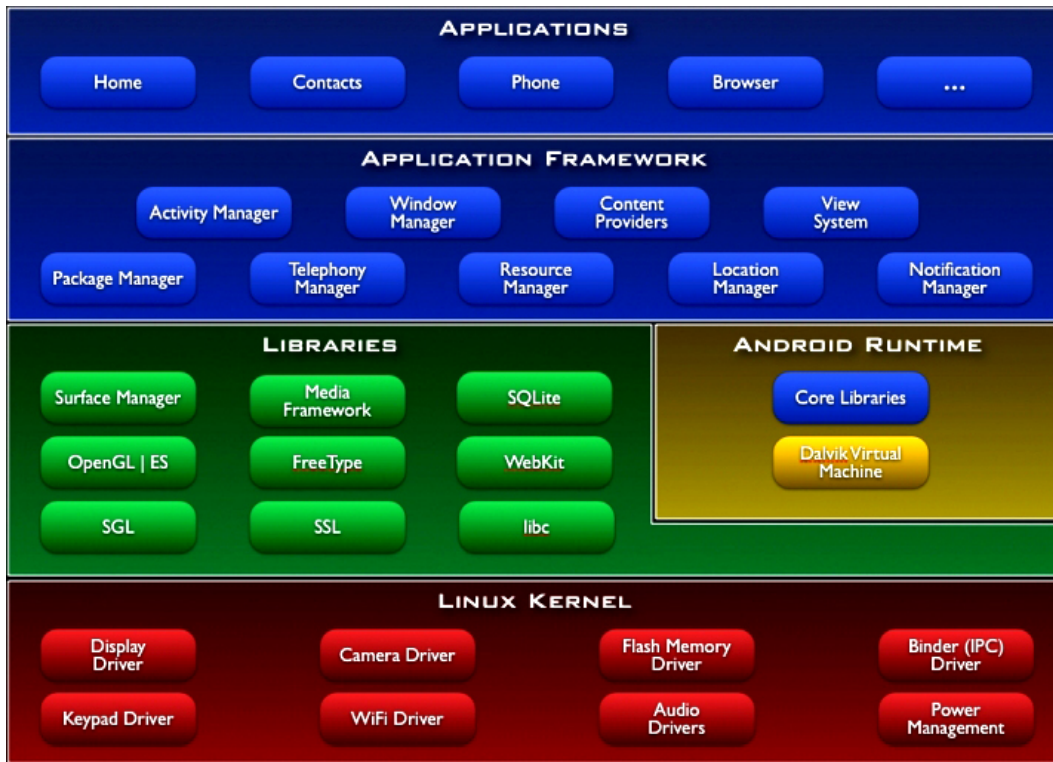 APPLICATIONS
Home Contacts Phone Browser ...
APPLICATION FRAMEWORK
Activity Manager
Window
Manager
Content
Providers
View
System
Package Manager
Telephony
Manager
Resource
Manager
Location
Manager
Notification
Manager
LIBRARIES
Surface Manager
Media
Framework
SQLite
OpenGL | ES
FreeType
WebKit
SGL
SSL
libc
ANDROID RUNTIME
Core Libraries
Dalvik Virtual
Machine
LINUX KERNEL
Display
Driver
Camera Driver
Flash Memory
Driver
Binder (IPC)
Driver
Keypad Driver
WiFi Driver
Audio
Drivers
Power
Management